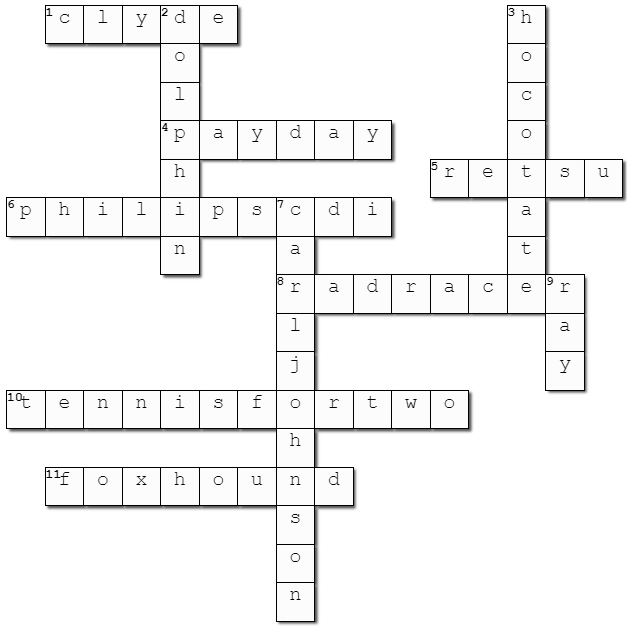 1 c l y 2 d e 3 h
o o
l c
4 p a y d a y o
h 5 r e t s u
6 p h i l i p s 7 c d i a
n a t
8 r a d r a c e 9 r
l a
j y
10 t e n n i s f o r t w o
h
11 f o x h o u n d
s
o
n